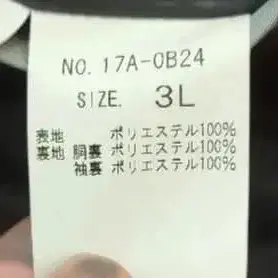 NO. 17A-0B24
SIZE. 3L
表地 ポリエステル100%
裏地 胴裏 ポリエステル100%
袖裏 ポリエステル100%